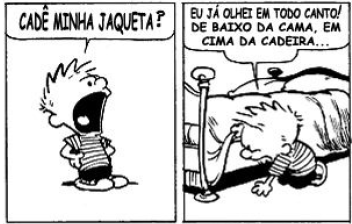 CADÊ MINHA JAQUETA?
EU JÁ OLHEI EM TODO CANTO!
DE BAIXO DA CAMA, EM
CIMA DA CADEIRA...